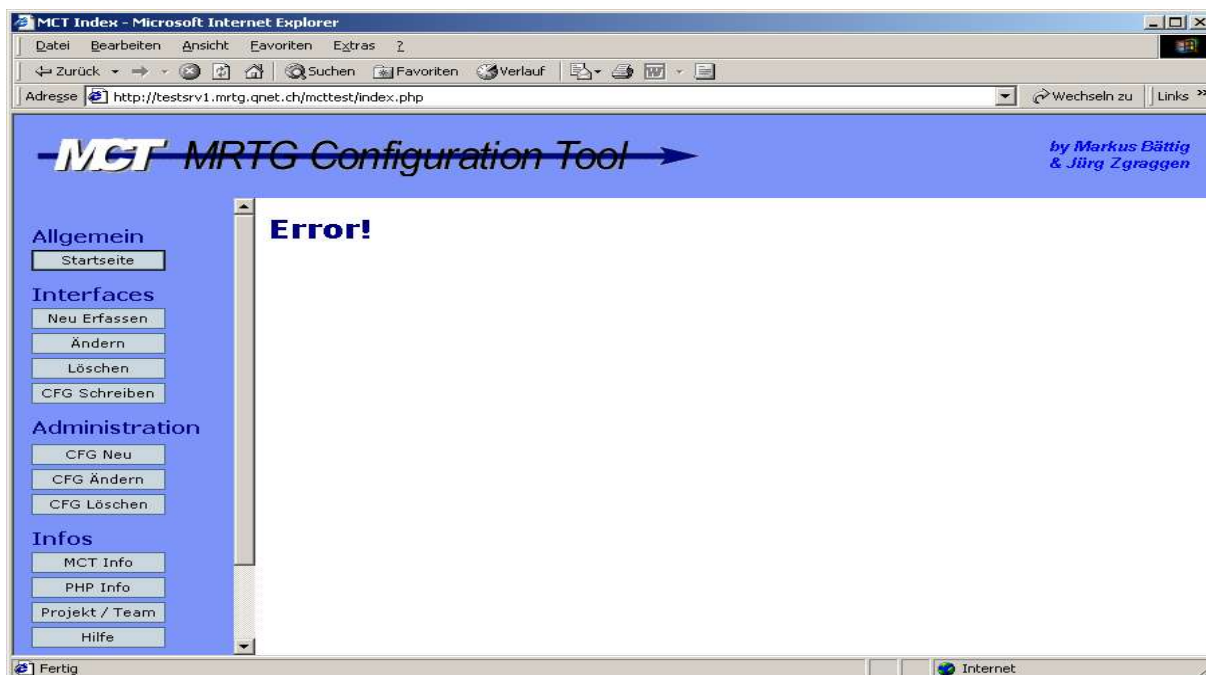 MCT Index - Microsoft Internet Explorer
Datei Bearbeiten Ansicht Favoriten Extras ?
Zurück Suchen Favoriten Verlauf
Adresse http://testsrv1.mrtg.qnet.ch/mcttest/index.php Wechseln zu Links »
MCT MRTG Configuration Tool
by Markus Bättig
& Jürg Zgraggen
Allgemein
Startseite
Interfaces
Neu Erfassen
Ändern
Löschen
CFG Schreiben
Administration
CFG Neu
CFG Ändern
CFG Löschen
Infos
MCT Info
PHP Info
Projekt / Team
Hilfe
Error!
Fertig Internet